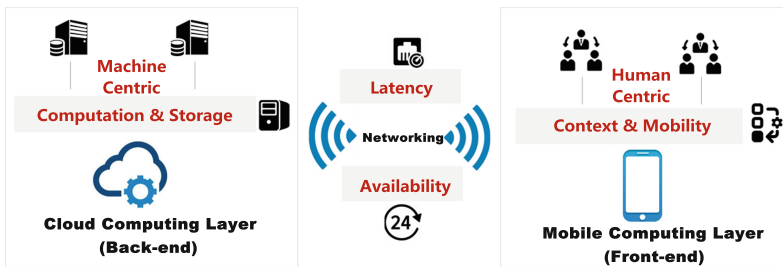 Machine
Centric
Computation & Storage
Cloud Computing Layer
(Back-end)
Latency
Networking
Availability
24
Human
Centric
Context & Mobility
Mobile Computing Layer
(Front-end)